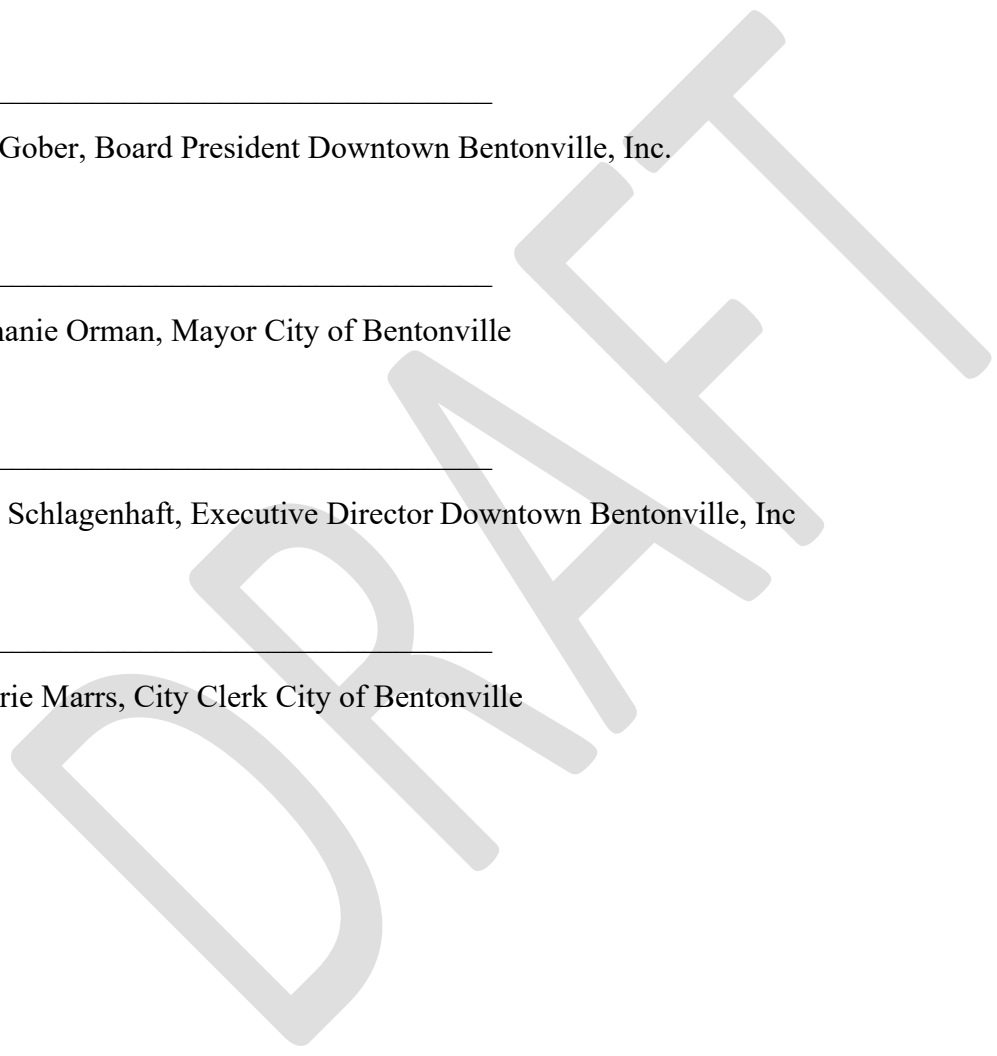 Gober, Board President Downtown Bentonville, Inc.
anie Orman, Mayor City of Bentonville
Schlagenhaft, Executive Director Downtown Bentonville, Inc
rie Marrs, City Clerk City of Bentonville
DRAFT